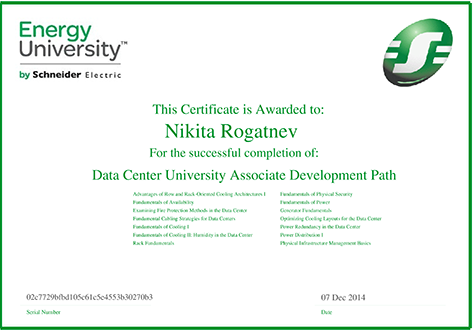 Energy
University™
by Schneider Electric
This Certificate is Awarded to:
Nikita Rogatnev
For the successful completion of:
Data Center University Associate Development Path
Advantages of Row and Rack Oriented Cooling Architectures I
Fundamentals of Availability
Examining Fire Protection Methods in the Data Center
Fundamental Cabling Strategies for Data Centers
Fundamentals of Cooling I
Fundamentals of Cooling II: Humidity in the Data Center
Rack Fundamentals
Fundamentals of Physical Security
Fundamentals of Power
Generator Fundamentals
Optimizing Cooling Layouts for the Data Center
Power Redundancy in the Data Center
Power Distribution I
Physical Infrastructure Management Basics
02c7729bfbd105c61c5e4553b30270b3
Serial Number
07 Dec 2014
Date